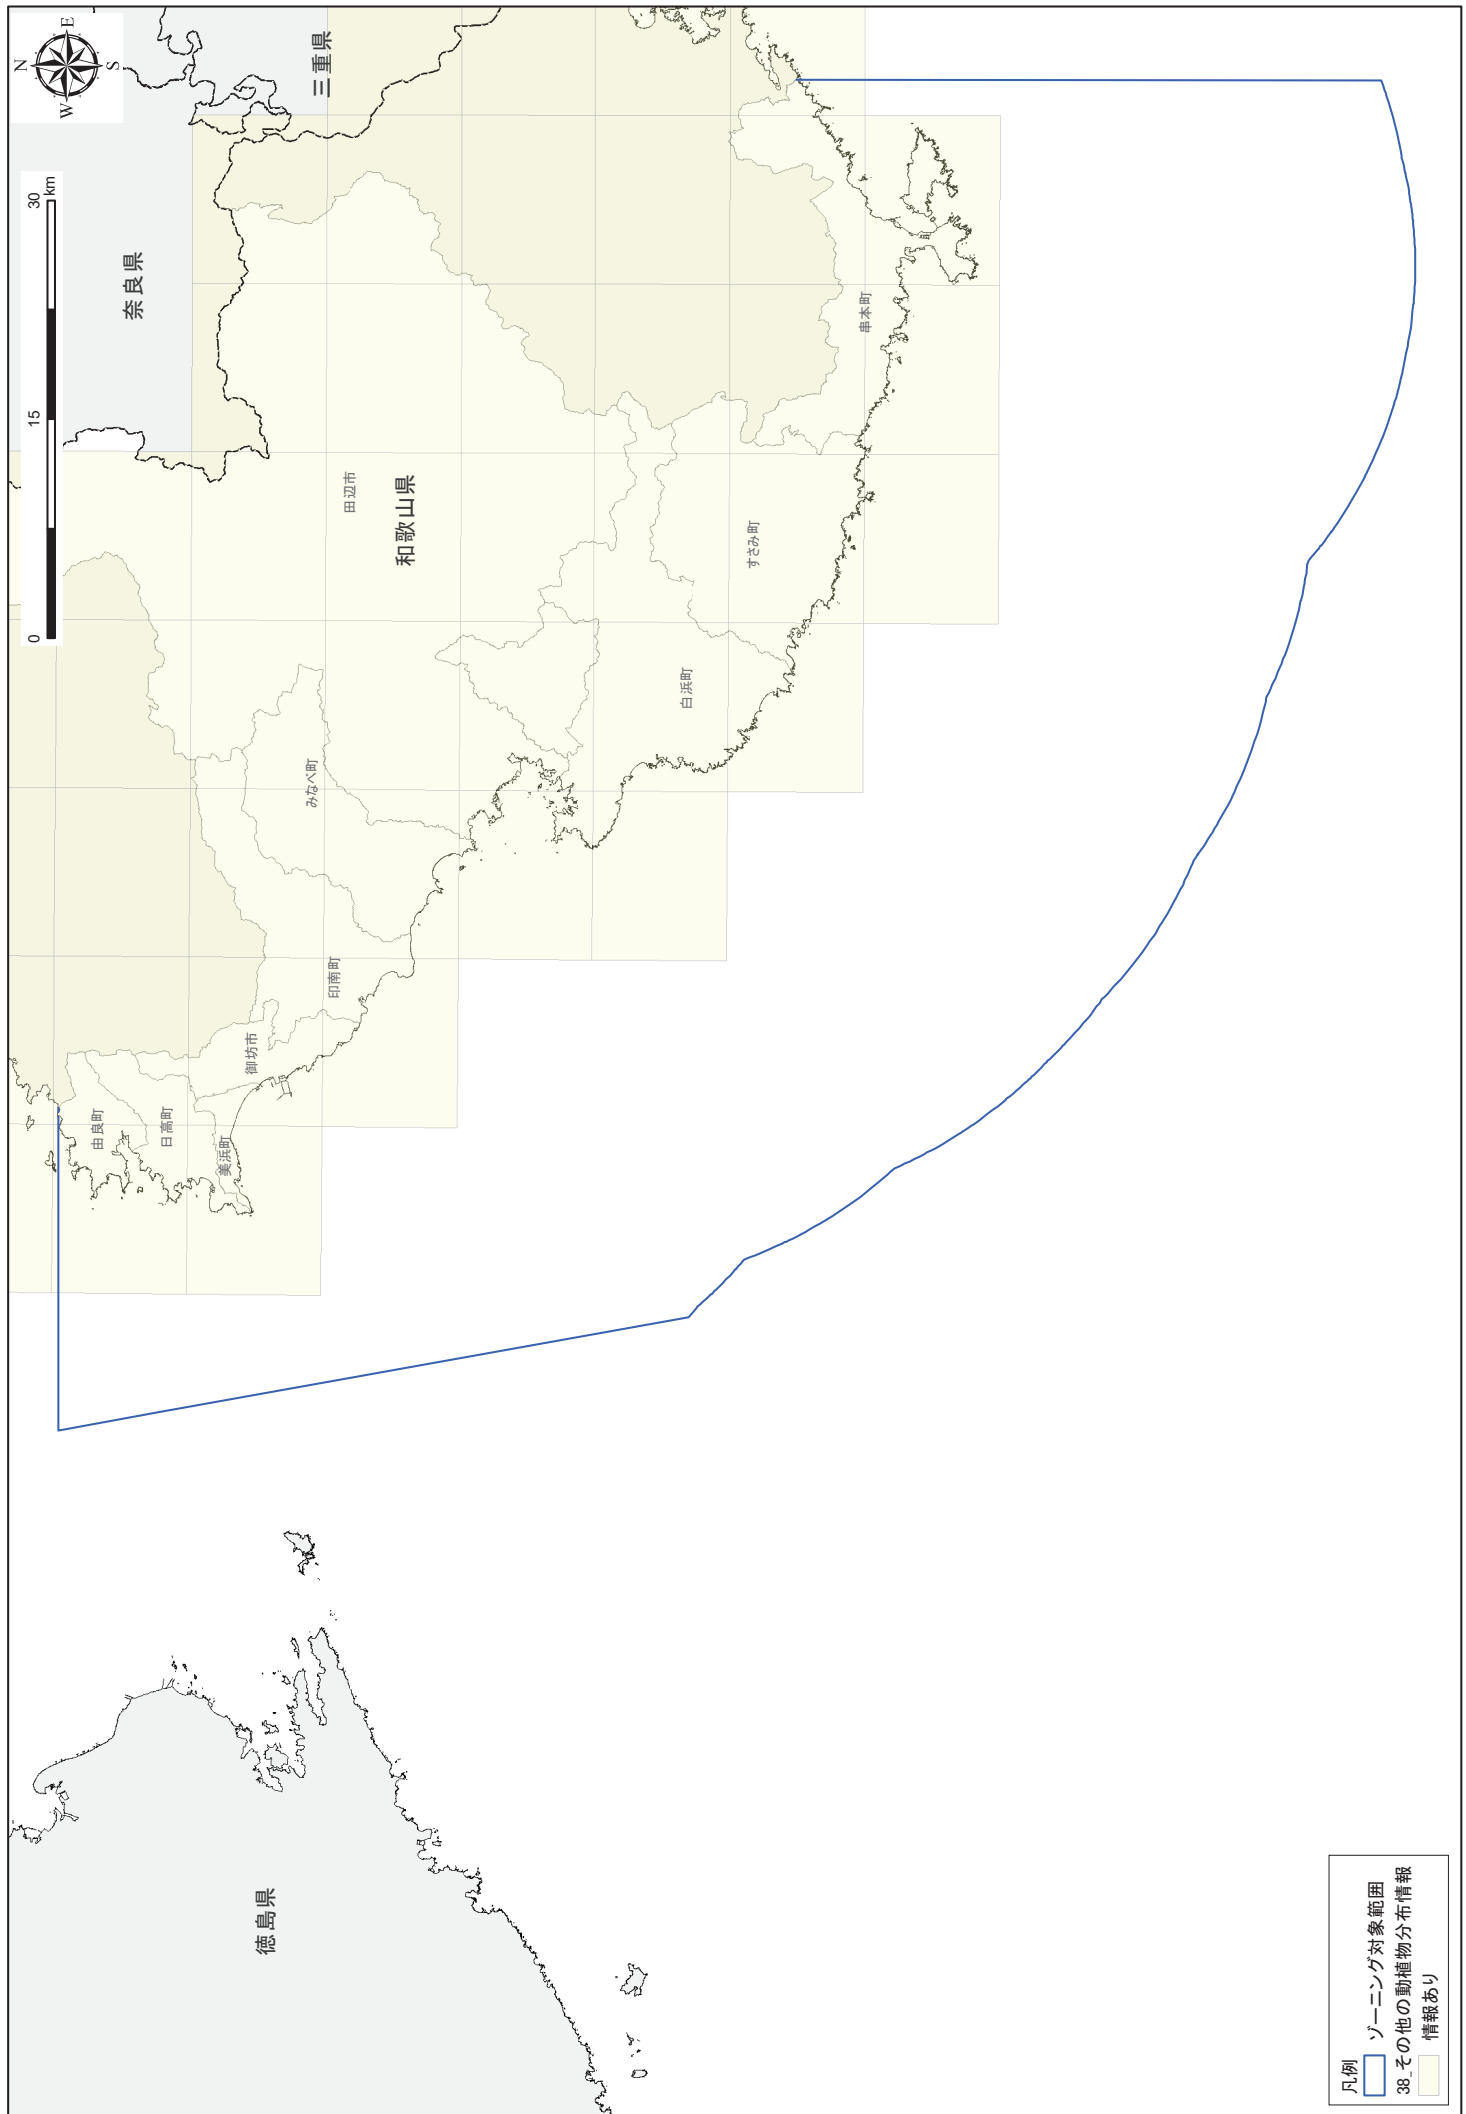 N
E
W
S
0
15
30
km
奈良県
三重県
和歌山県
徳島県
田辺市
みなべ町
印南町
御坊市
由良町
日高町
美浜町
白浜町
すさみ町
串本町
凡例
ゾーニング対象範囲
38_その他の動植物分布情報
情報あり